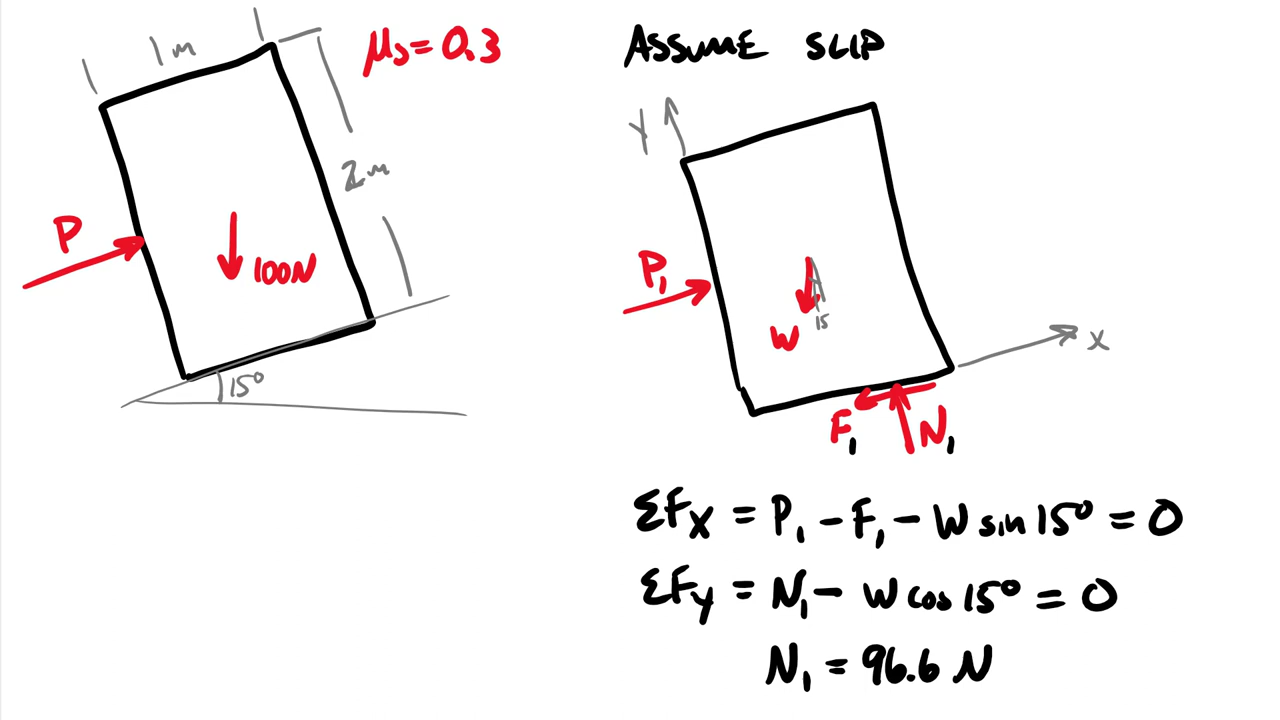 1m
μs = 0.3
2m
P
100N
15°
ASSUME SLIP
Y
P₁
W
15
X
F₁
N₁
ΣFx = P₁ - F₁ - W sin 15° = 0
ΣFy = N₁ - W cos 15° = 0
N₁ = 96.6 N